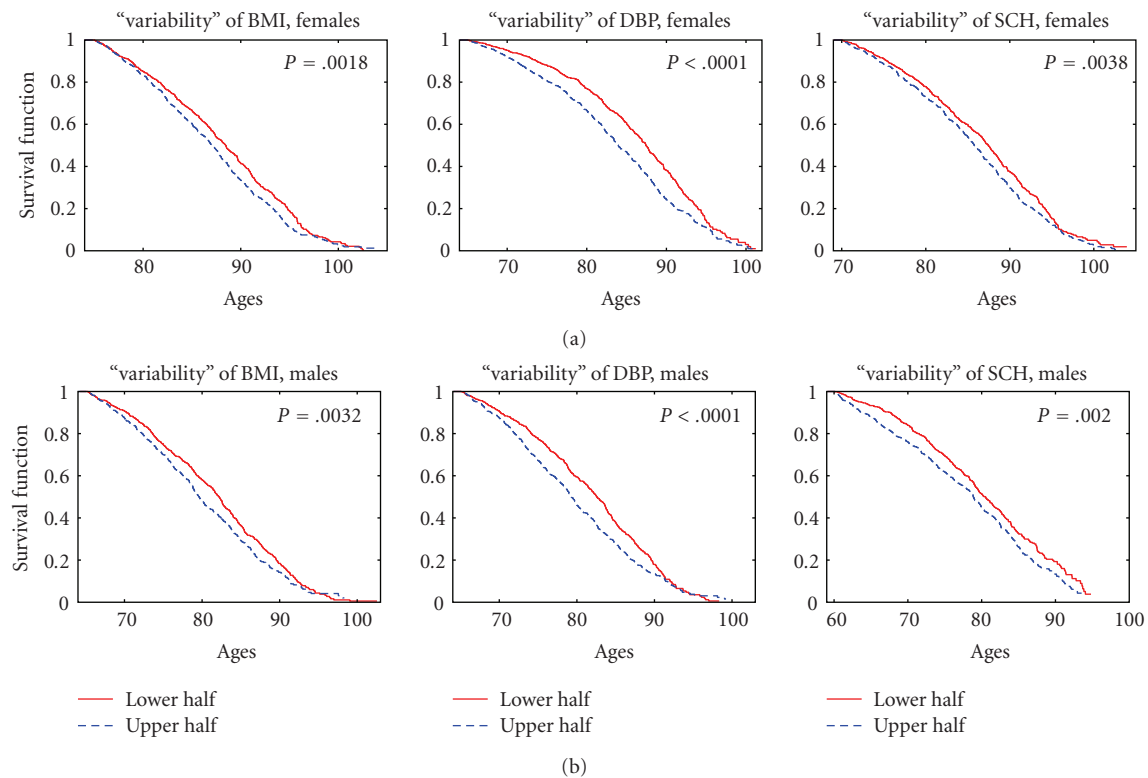 “variability” of BMI, females
“variability” of DBP, females
“variability” of SCH, females
P = .0018
P < .0001
P = .0038
Survival function
1
0.8
0.6
0.4
0.2
0
80
90
100
Ages
1
0.8
0.6
0.4
0.2
0
70
80
90
100
Ages
1
0.8
0.6
0.4
0.2
0
70
80
90
100
Ages
(a)
“variability” of BMI, males
“variability” of DBP, males
“variability” of SCH, males
P = .0032
P < .0001
P = .002
Survival function
1
0.8
0.6
0.4
0.2
0
70
80
90
100
Ages
1
0.8
0.6
0.4
0.2
0
70
80
90
100
Ages
1
0.8
0.6
0.4
0.2
0
60
70
80
90
100
Ages
Lower half
Upper half
Lower half
Upper half
Lower half
Upper half
(b)